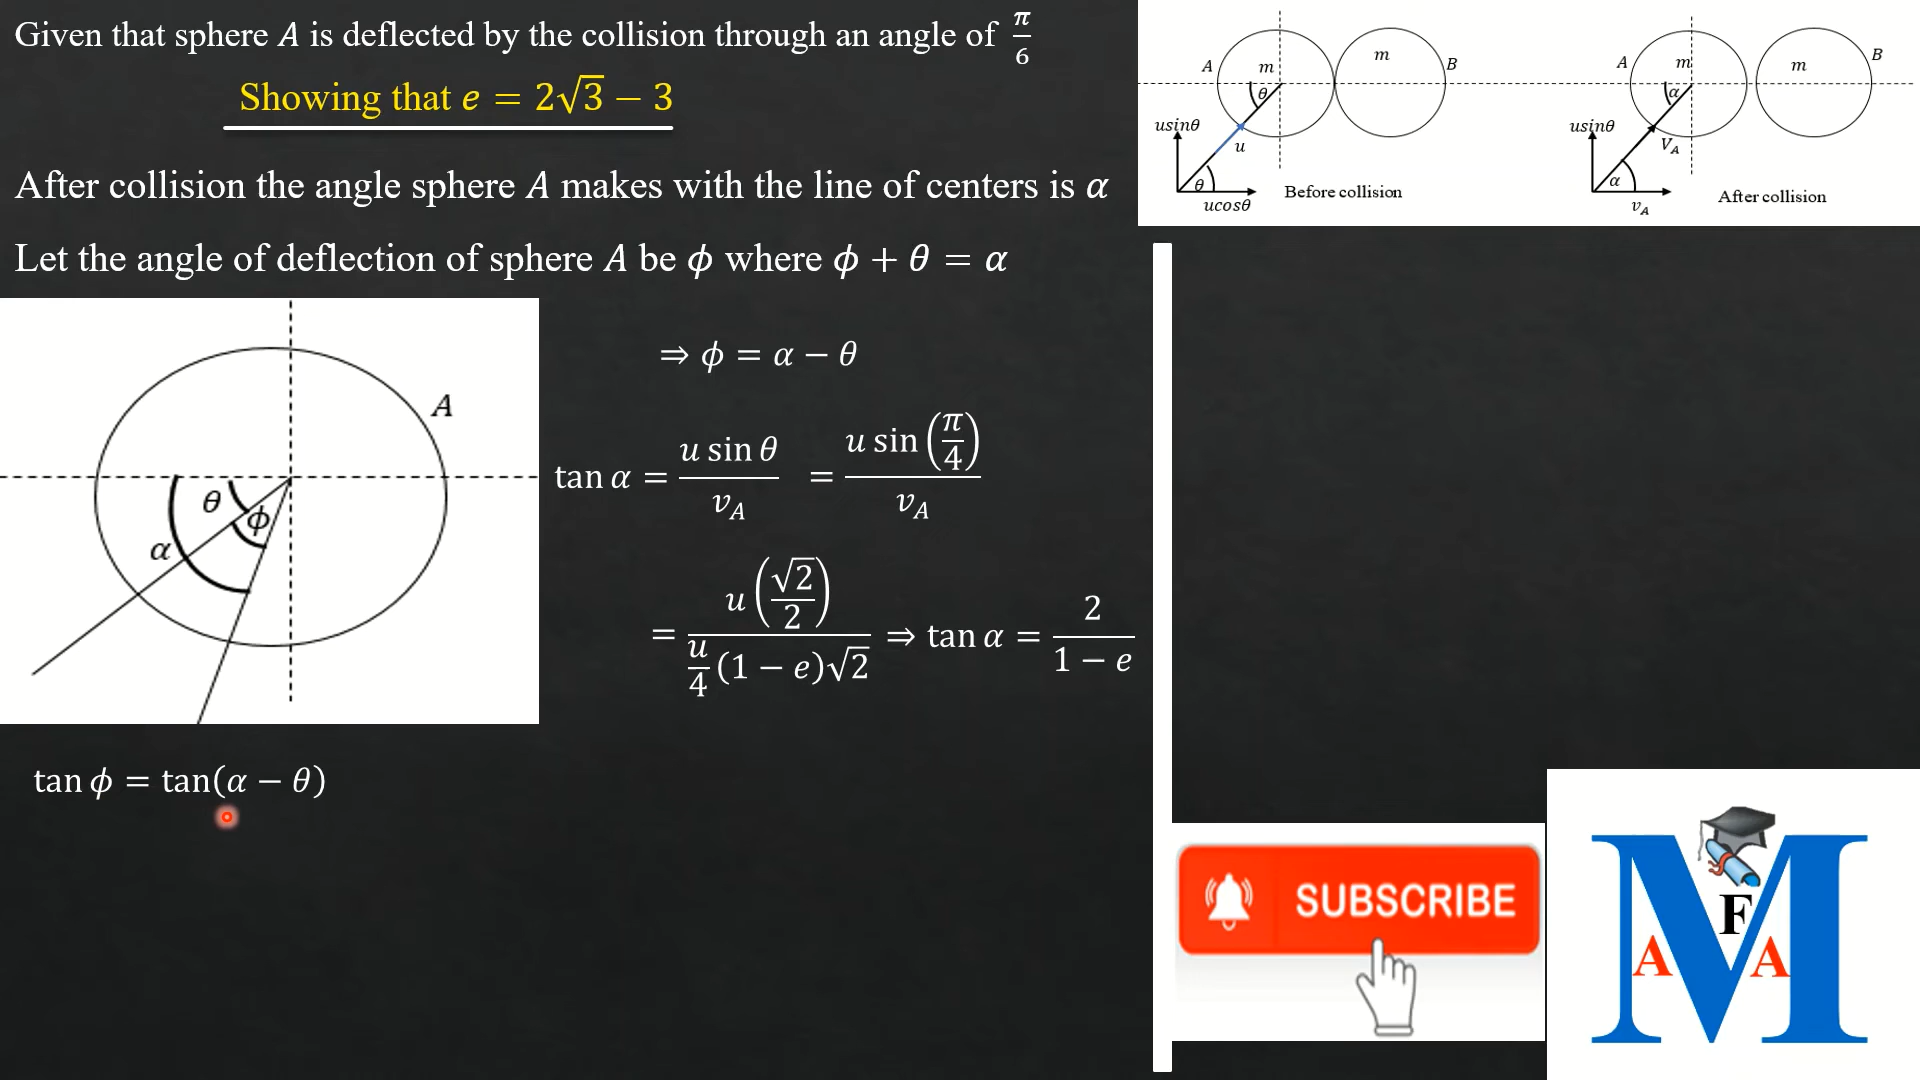 Given that sphere A is deflected by the collision through an angle of π/6
Showing that e = 2√3 − 3
After collision the angle sphere A makes with the line of centers is α
Let the angle of deflection of sphere A be ϕ where ϕ + θ = α
A m m B
θ
usinθ
u
θ
ucosθ
Before collision
A m m B
α
usinθ
V_A
α
v_A
After collision
A
θ
ϕ
α
⇒ ϕ = α − θ
tan α = u sin θ / v_A = u sin(π/4) / v_A
= u(√2/2) / (u/4 (1 − e)√2) ⇒ tan α = 2/(1 − e)
tan ϕ = tan(α − θ)
SUBSCRIBE
M
F
A A